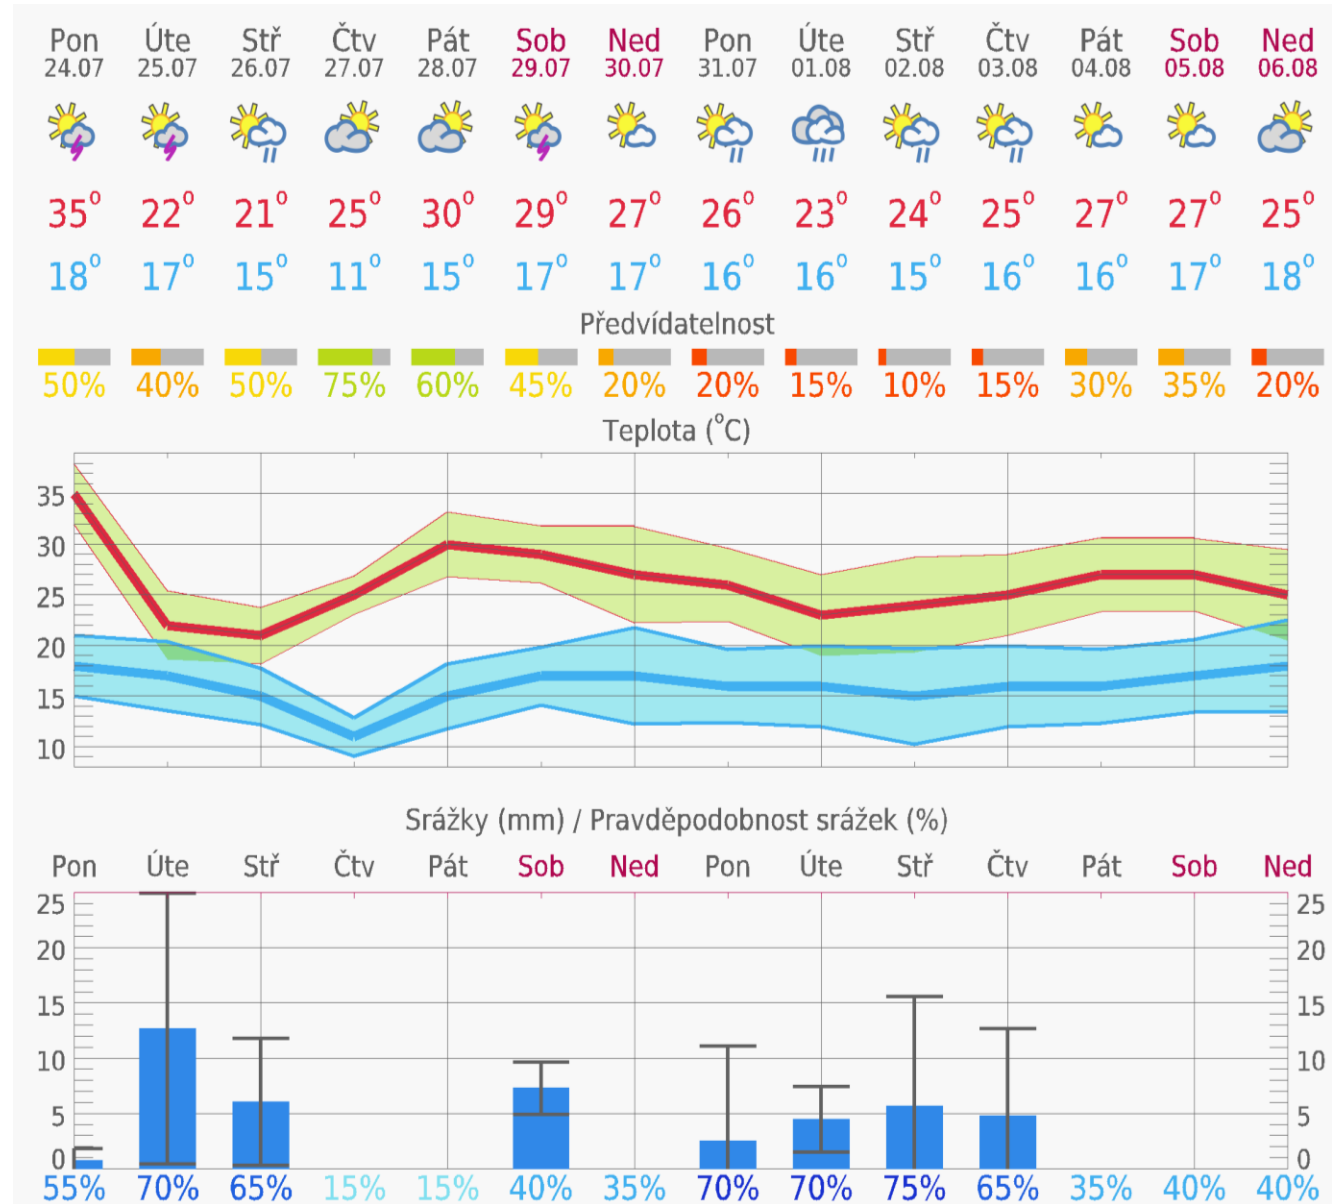 Pon Úte Stř Čtv Pát Sob Ned Pon Úte Stř Čtv Pát Sob Ned
24.07 25.07 26.07 27.07 28.07 29.07 30.07 31.07 01.08 02.08 03.08 04.08 05.08 06.08
35° 22° 21° 25° 30° 29° 27° 26° 23° 24° 25° 27° 27° 25°
18° 17° 15° 11° 15° 17° 17° 16° 16° 15° 16° 16° 17° 18°
Předvídatelnost
50% 40% 50% 75% 60% 45% 20% 20% 15% 10% 15% 30% 35% 20%
Teplota (°C)
35
30
25
20
15
10
Srážky (mm) / Pravděpodobnost srážek (%)
Pon Úte Stř Čtv Pát Sob Ned Pon Úte Stř Čtv Pát Sob Ned
25 25
20 20
15 15
10 10
5 5
0 0
55% 70% 65% 15% 15% 40% 35% 70% 70% 75% 65% 35% 40% 40%